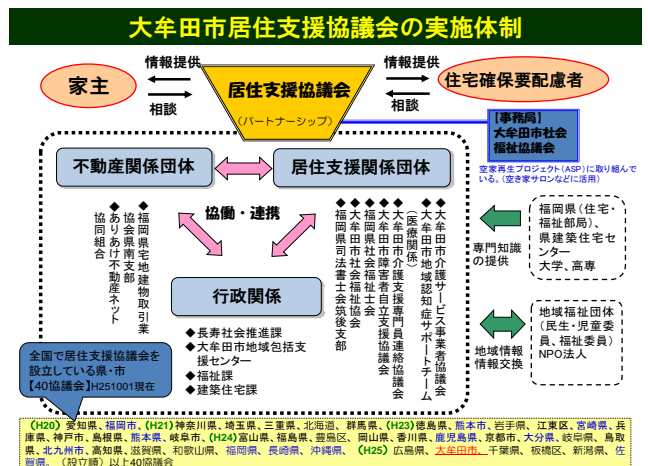 大牟田市居住支援協議会の実施体制
家主
情報提供
相談
居住支援協議会
（パートナーシップ）
情報提供
相談
住宅確保要配慮者
【事務局】
大牟田市社会
福祉協議会
空家再生プロジェクト（ASP）に取り組んで
いる。（空き家サロンなどに活用）
不動産関係団体
居住支援関係団体
協働・連携
行政関係
◆福岡県宅地建物取引業
協会県南支部
◆ありあけ不動産ネット
協同組合
◆大牟田市介護サービス事業者協議会
◆大牟田市地域認知症サポートチーム
（医療関係）
◆大牟田市介護支援専門員連絡協議会
◆大牟田市障害者自立支援協議会
◆福岡県社会福祉士会
◆大牟田市社会福祉協会
◆福岡県司法書士会筑後支部
◆長寿社会推進課
◆大牟田市地域包括支
援センター
◆福祉課
◆建築住宅課
専門知識
の提供
福岡県（住宅・
福祉部局）、
県建築住宅セ
ンター
大学、高専
地域情報
情報交換
地域福祉団体
（民生・児童委
員、福祉委員）
NPO法人
全国で居住支援協議会を
設立している県・市
【40協議会】H251001現在
（H20）愛知県、福岡市、（H21）神奈川県、埼玉県、三重県、北海道、群馬県、（H23）徳島県、熊本市、岩手県、江東区、宮崎県、兵
庫県、神戸市、島根県、熊本県、岐阜市、（H24）富山県、福島県、豊島区、岡山県、香川県、鹿児島県、京都市、大分県、岐阜県、鳥取
県、北九州市、高知県、滋賀県、和歌山県、福岡県、長崎県、沖縄県、（H25）広島県、大牟田市、千葉県、板橋区、新潟県、佐
賀県。（設立順）以上40協議会